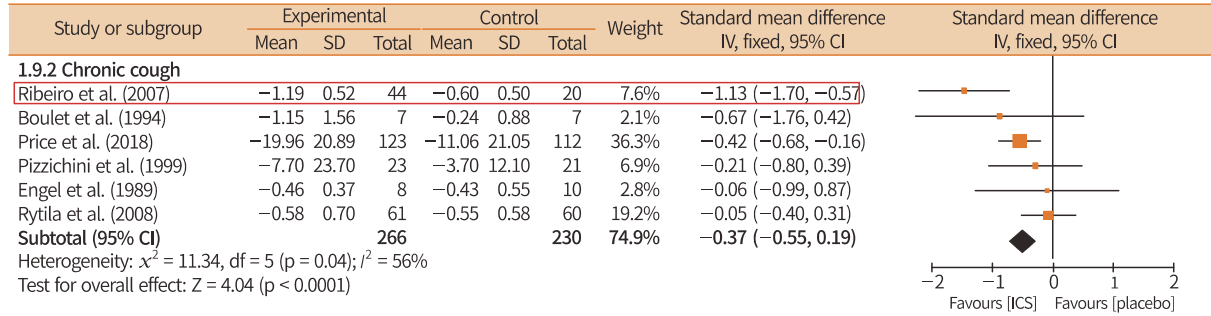 Study or subgroup Experimental Control Weight Standard mean difference Standard mean difference
Mean SD Total Mean SD Total IV, fixed, 95% CI IV, fixed, 95% CI
1.9.2 Chronic cough
Ribeiro et al. (2007) −1.19 0.52 44 −0.60 0.50 20 7.6% −1.13 (−1.70, −0.57)
Boulet et al. (1994) −1.15 1.56 7 −0.24 0.88 7 2.1% −0.67 (−1.76, 0.42)
Price et al. (2018) −19.96 20.89 123 −11.06 21.05 112 36.3% −0.42 (−0.68, −0.16)
Pizzichini et al. (1999) −7.70 23.70 23 −3.70 12.10 21 6.9% −0.21 (−0.80, 0.39)
Engel et al. (1989) −0.46 0.37 8 −0.43 0.55 10 2.8% −0.06 (−0.99, 0.87)
Rytila et al. (2008) −0.58 0.70 61 −0.55 0.58 60 19.2% −0.05 (−0.40, 0.31)
Subtotal (95% CI) 266 230 74.9% −0.37 (−0.55, 0.19)
Heterogeneity: x² = 11.34, df = 5 (p = 0.04); I² = 56%
Test for overall effect: Z = 4.04 (p < 0.0001)
−2 −1 0 1 2
Favours [ICS] Favours [placebo]